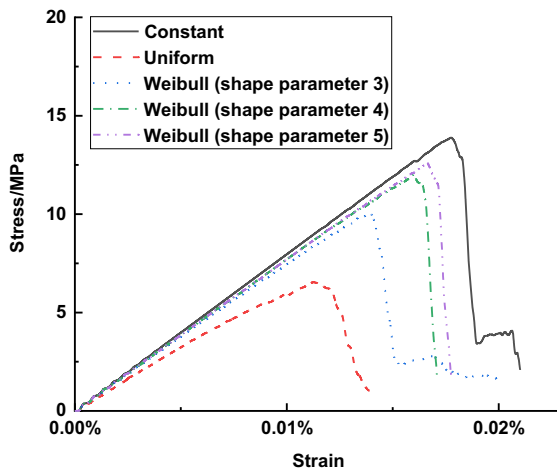 20
15
10
5
0
Stress/MPa
Constant
Uniform
Weibull (shape parameter 3)
Weibull (shape parameter 4)
Weibull (shape parameter 5)
0.00%
0.01%
0.02%
Strain